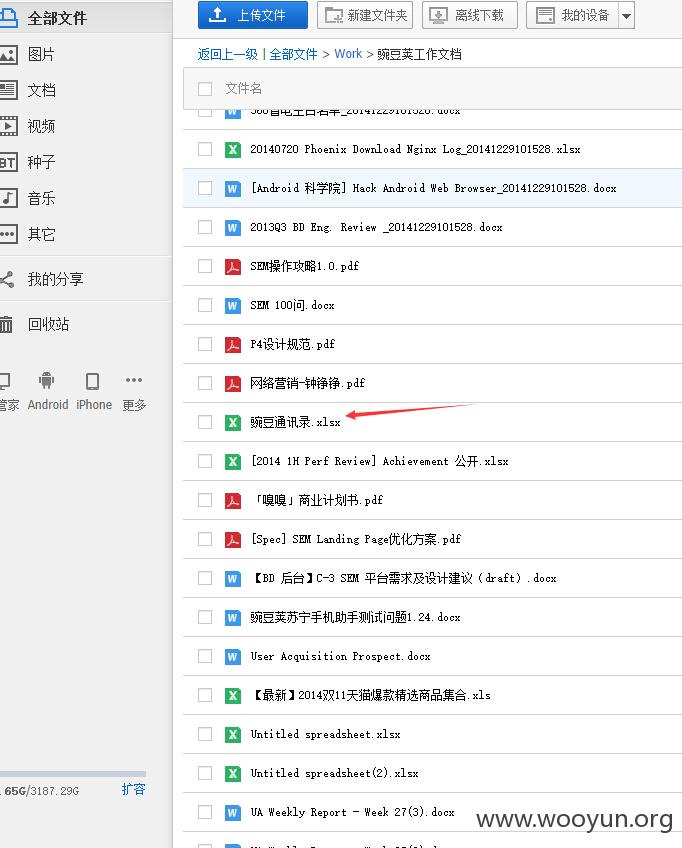 全部文件
图片
文档
视频
BT 种子
音乐
其它
我的分享
回收站
管家 Android iPhone 更多
65G/3187.29G 扩容
上传文件 新建文件夹 离线下载 我的设备
返回上一级 | 全部文件 > Work > 豌豆荚工作文档
文件名
20140720 Phoenix Download Nginx Log_20141229101528.xlsx
[Android 科学院] Hack Android Web Browser_20141229101528.docx
2013Q3 BD Eng. Review _20141229101528.docx
SEM操作攻略1.0.pdf
SEM 100问.docx
P4设计规范.pdf
网络营销-钟铮铮.pdf
豌豆通讯录.xlsx
[2014 1H Perf Review] Achievement 公开.xlsx
「嗅嗅」商业计划书.pdf
[Spec] SEM Landing Page优化方案.pdf
【BD 后台】C-3 SEM 平台需求及设计建议（draft）.docx
豌豆荚苏宁手机助手测试问题1.24.docx
User Acquisition Prospect.docx
【最新】2014双11天猫爆款精选商品集合.xls
Untitled spreadsheet.xlsx
Untitled spreadsheet(2).xlsx
UA Weekly Report - Week 27(3).docx
www.wooyun.org